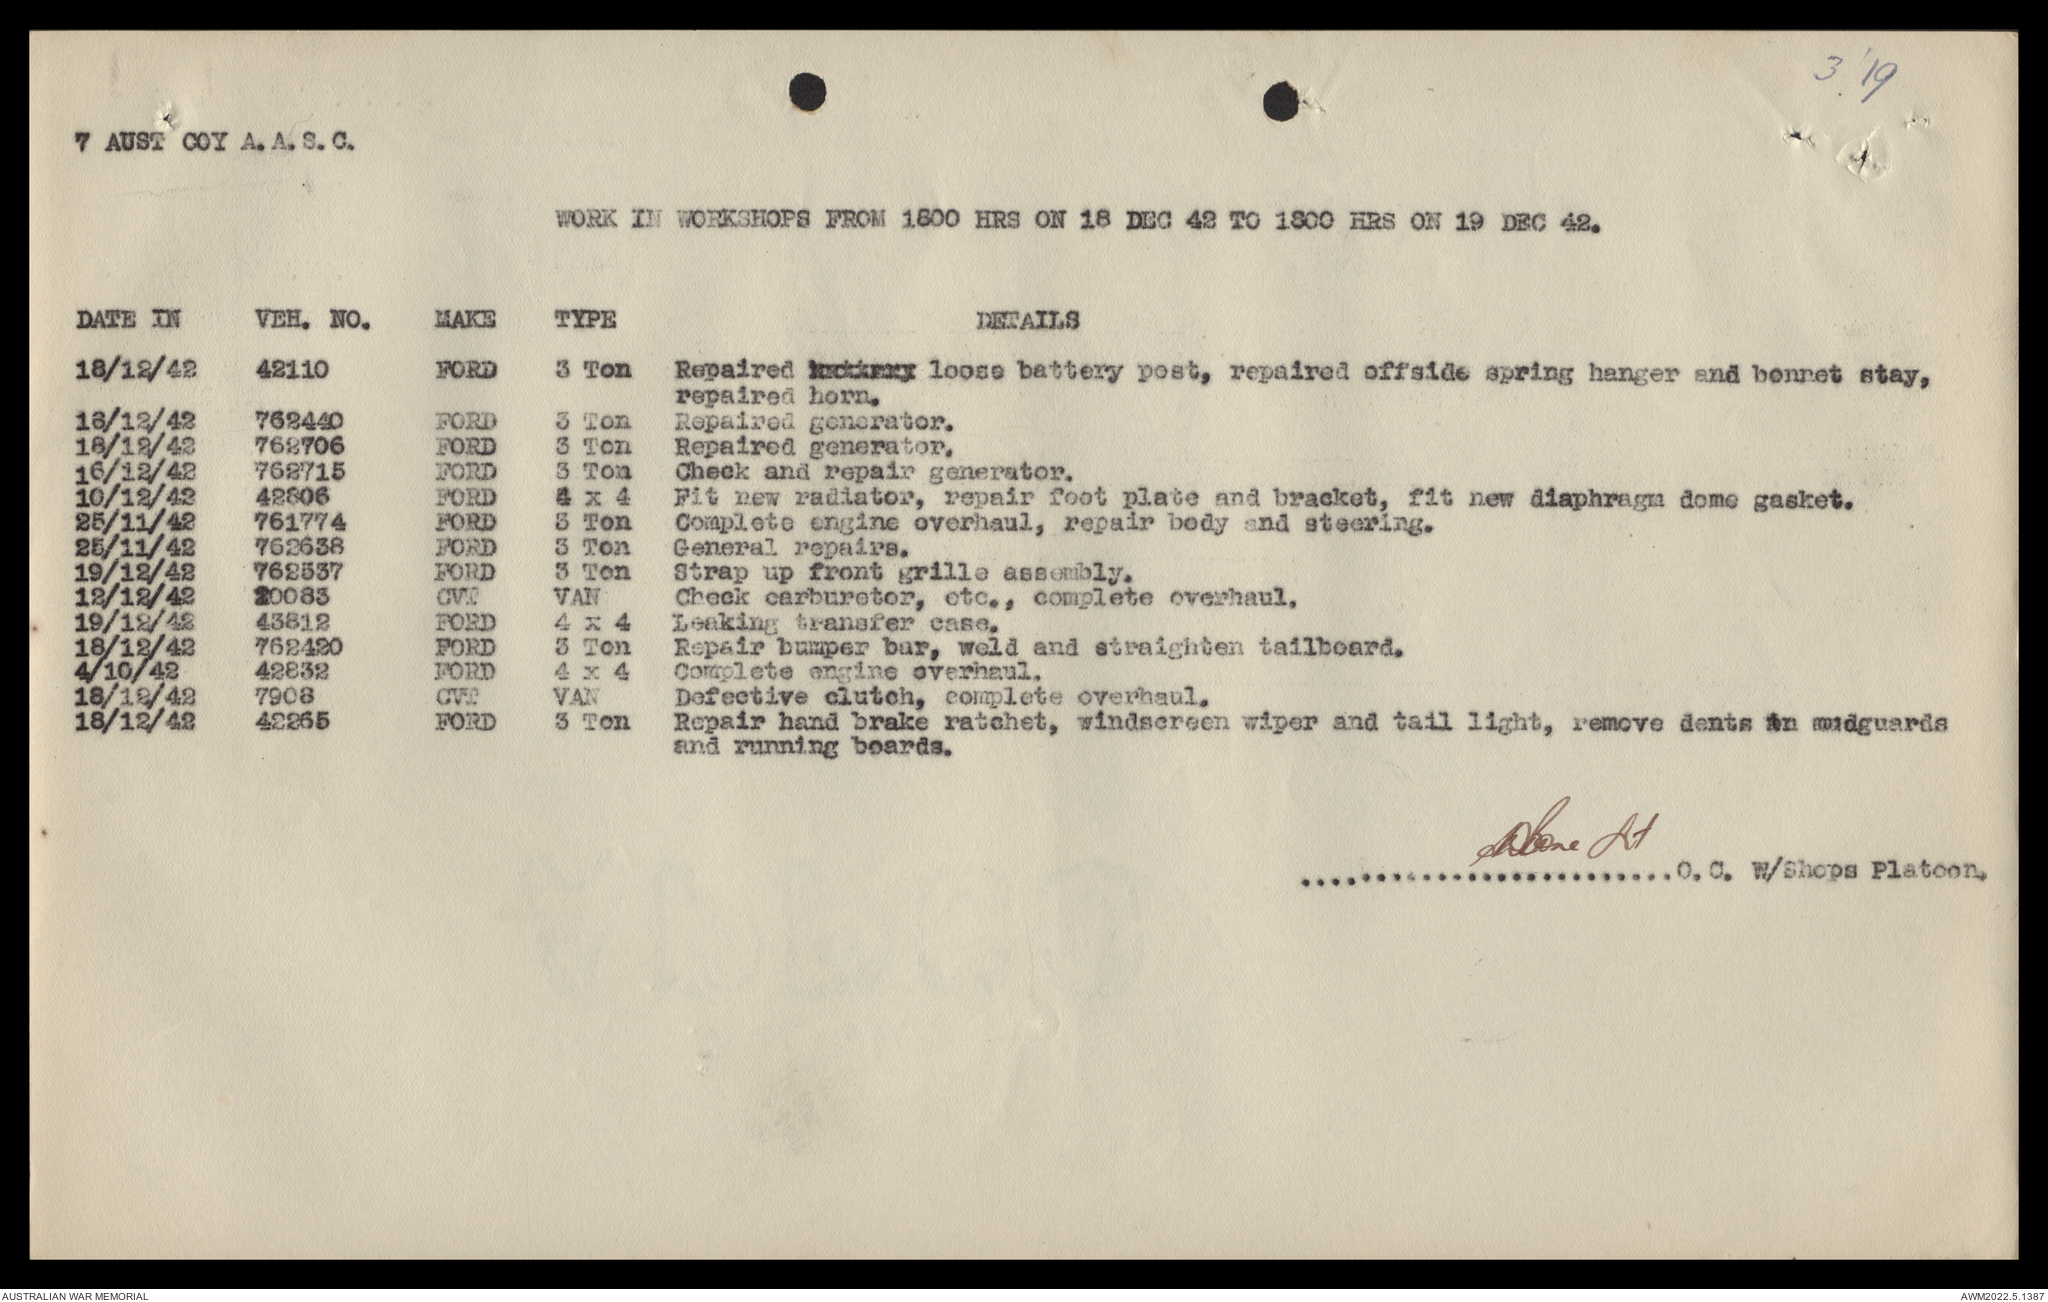 3 '19
7 AUST COY A.A.S.C.
WORK IN WORKSHOPS FROM 1800 HRS ON 18 DEC 42 TO 1800 HRS ON 19 DEC 42.
DATE IN VEH. NO. MAKE TYPE DETAILS
18/12/42 42110 FORD 3 Ton Repaired loose battery post, repaired offside spring hanger and bonnet stay,
repaired horn.
18/12/42 762440 FORD 3 Ton Repaired generator.
18/12/42 762706 FORD 3 Ton Repaired generator.
16/12/42 762715 FORD 3 Ton Check and repair generator.
10/12/42 42806 FORD 4 x 4 Fit new radiator, repair foot plate and bracket, fit new diaphragm dome gasket.
25/11/42 761774 FORD 3 Ton Complete engine overhaul, repair body and steering.
25/11/42 762638 FORD 3 Ton General repairs.
19/12/42 762537 FORD 3 Ton Strap up front grille assembly.
12/12/42 20083 CVT VAN Check carburetor, etc., complete overhaul.
19/12/42 43812 FORD 4 x 4 Leaking transfer case.
18/12/42 762420 FORD 3 Ton Repair bumper bar, weld and straighten tailboard.
4/10/42 42832 FORD 4 x 4 Complete engine overhaul.
18/12/42 7908 CVT VAN Defective clutch, complete overhaul.
18/12/42 42265 FORD 3 Ton Repair hand brake ratchet, windscreen wiper and tail light, remove dents in mudguards
and running boards.
Lt
..........................O.C. W/Shops Platoon.
AUSTRALIAN WAR MEMORIAL AWM2022.5.1387